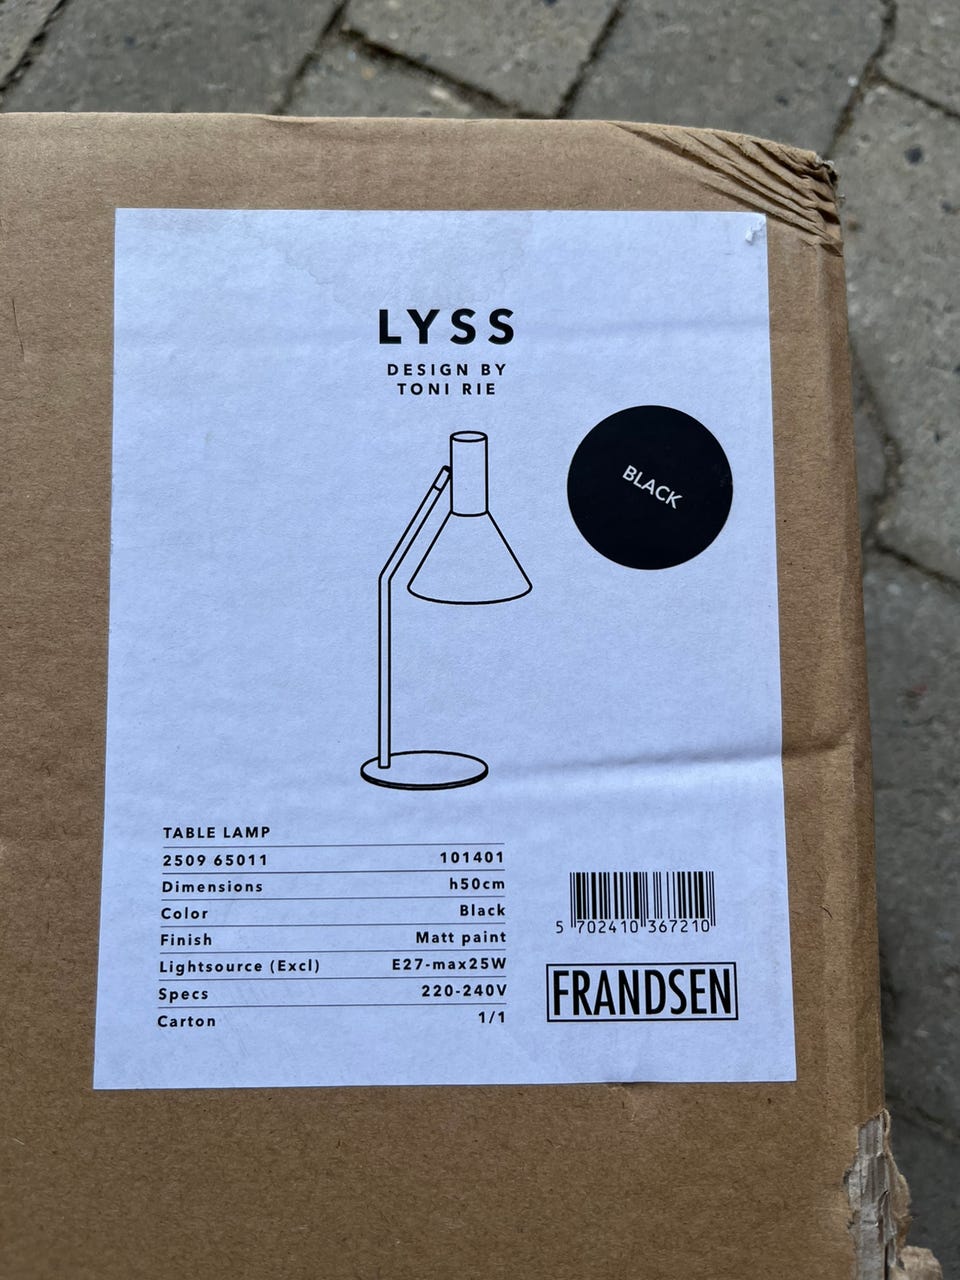 LYSS
DESIGN BY
TONI RIE
BLACK
TABLE LAMP
2509 65011 101401
Dimensions h50cm
Color Black
Finish Matt paint
Lightsource (Excl) E27-max25W
Specs 220-240V
Carton 1/1
5 702410 367210
FRANDSEN